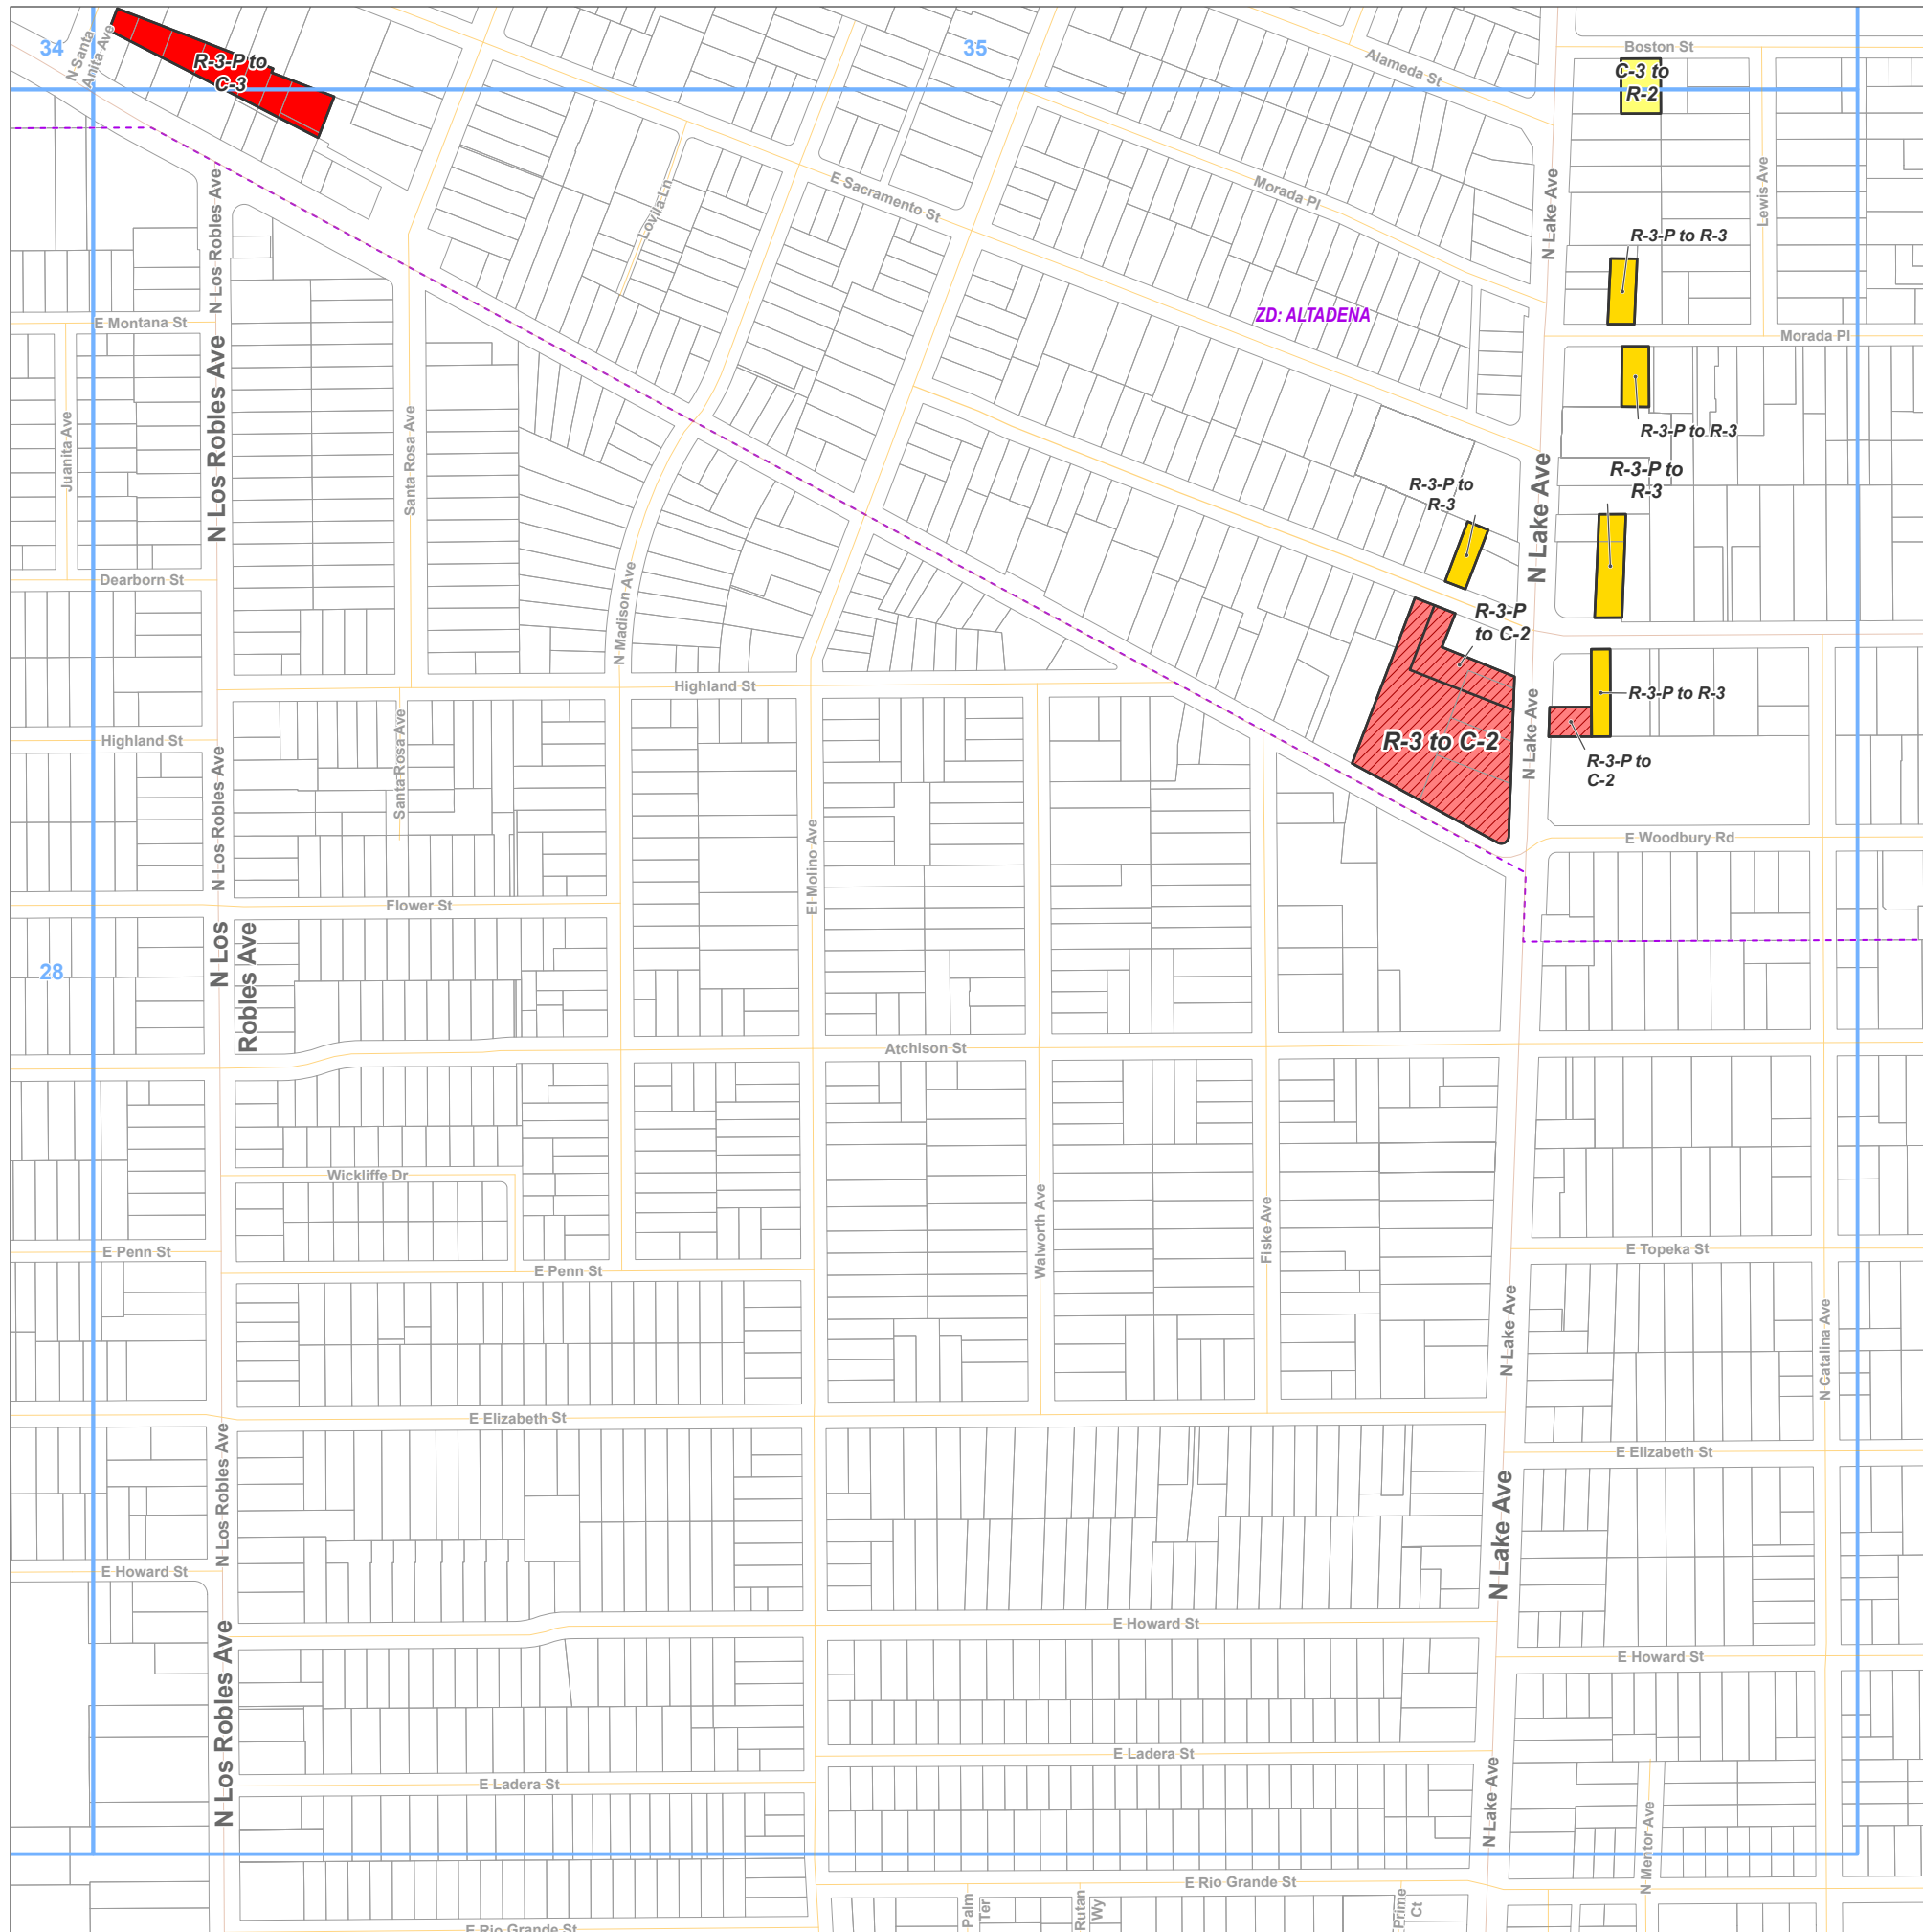 34
N Santa
Anita Ave
R-3-P to
C-3
35
Alameda St
Boston St
C-3 to
R-2
N Los Robles Ave
Lovila Ln
E Sacramento St
Morada Pl
N Lake Ave
Lewis Ave
R-3-P to R-3
ZD: ALTADENA
E Montana St
Morada Pl
N Los Robles Ave
Juanita Ave
Santa Rosa Ave
R-3-P to R-3
R-3-P to
R-3
R-3-P to
R-3
N Lake Ave
Dearborn St
N Madison Ave
R-3-P
to C-2
Highland St
R-3-P to R-3
Highland St
N Los Robles Ave
Santa Rosa Ave
R-3 to C-2
N Lake Ave
R-3-P to
C-2
El Molino Ave
E Woodbury Rd
Flower St
28
N Los
Robles Ave
Atchison St
Wickliffe Dr
Walworth Ave
Fiske Ave
E Penn St
E Penn St
E Topeka St
N Lake Ave
N Catalina Ave
E Elizabeth St
E Elizabeth St
N Los Robles Ave
N Lake Ave
E Howard St
E Howard St
E Howard St
N Los Robles Ave
E Ladera St
E Ladera St
N Lake Ave
N Mentor Ave
E Rio Grande St
Palm
Ter
Rutan
Wy
Prime
Ct
E Rio Grande St